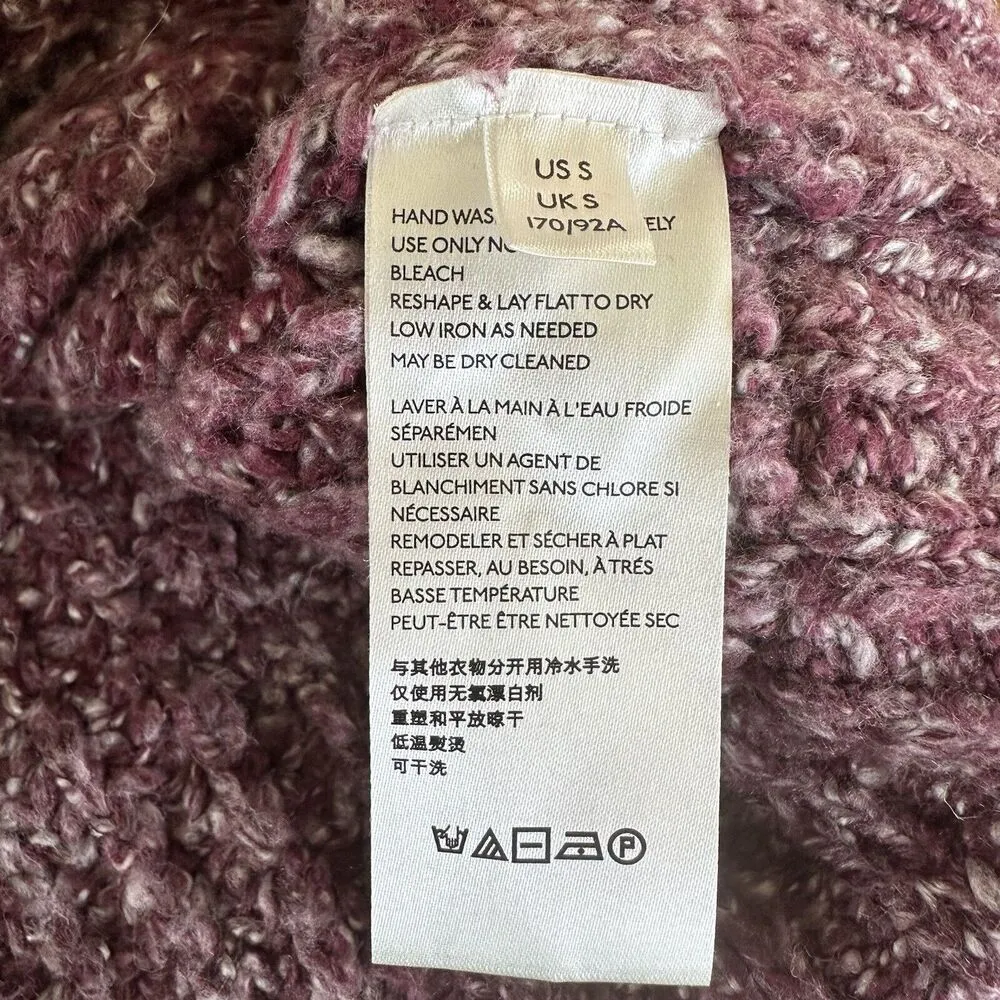 US S
UK S
170/92A
HAND WAS ELY
USE ONLY
BLEACH
RESHAPE & LAY FLAT TO DRY
LOW IRON AS NEEDED
MAY BE DRY CLEANED
LAVER À LA MAIN À L'EAU FROIDE
SÉPARÉMEN
UTILISER UN AGENT DE
BLANCHIMENT SANS CHLORE SI
NÉCESSAIRE
REMODELER ET SÉCHER À PLAT
REPASSER, AU BESOIN, À TRÉS
BASSE TEMPÉRATURE
PEUT-ÊTRE ÊTRE NETTOYÉE SEC
与其他衣物分开用冷水手洗
仅使用无氯漂白剂
重塑和平放晾干
低温熨烫
可干洗
P